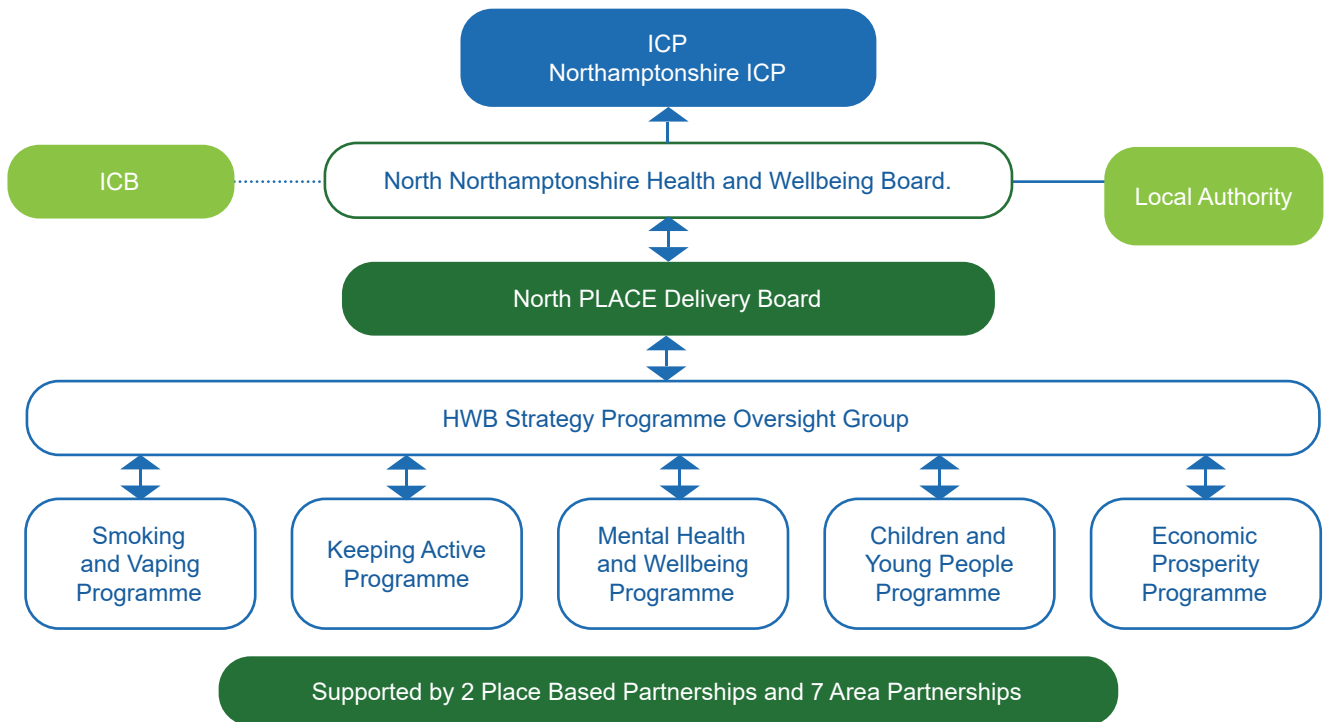 ICP
Northamptonshire ICP
ICB
North Northamptonshire Health and Wellbeing Board.
Local Authority
North PLACE Delivery Board
HWB Strategy Programme Oversight Group
Smoking
and Vaping
Programme
Keeping Active
Programme
Mental Health
and Wellbeing
Programme
Children and
Young People
Programme
Economic
Prosperity
Programme
Supported by 2 Place Based Partnerships and 7 Area Partnerships